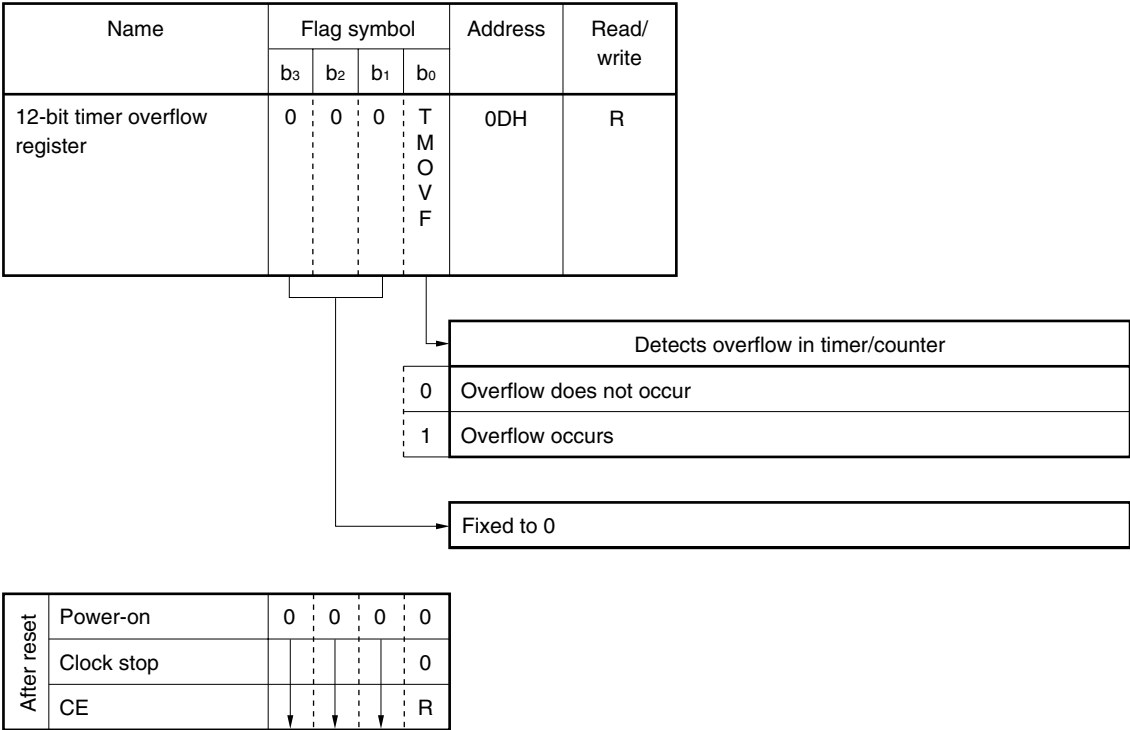 Name Flag symbol Address Read/
write
b3 b2 b1 b0
12-bit timer overflow
register
0 0 0 T
M
O
V
F
0DH R
Detects overflow in timer/counter
0 Overflow does not occur
1 Overflow occurs
Fixed to 0
After reset
Power-on 0 0 0 0
Clock stop 0
CE R